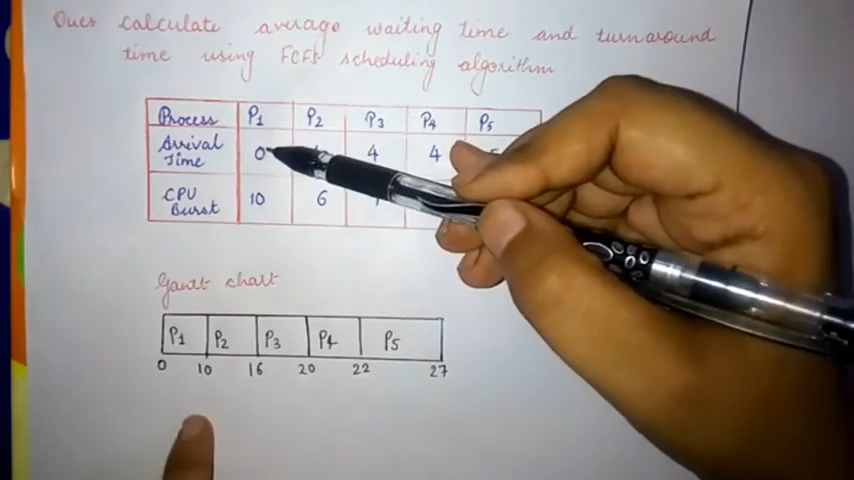 Ques calculate average waiting time and turnaround
time using FCFS scheduling algorithm
Process P1 P2 P3 P4 P5
Arrival Time 0 4 4
CPU Burst 10 6
Gantt chart
P1 P2 P3 P4 P5
0 10 16 20 22 27